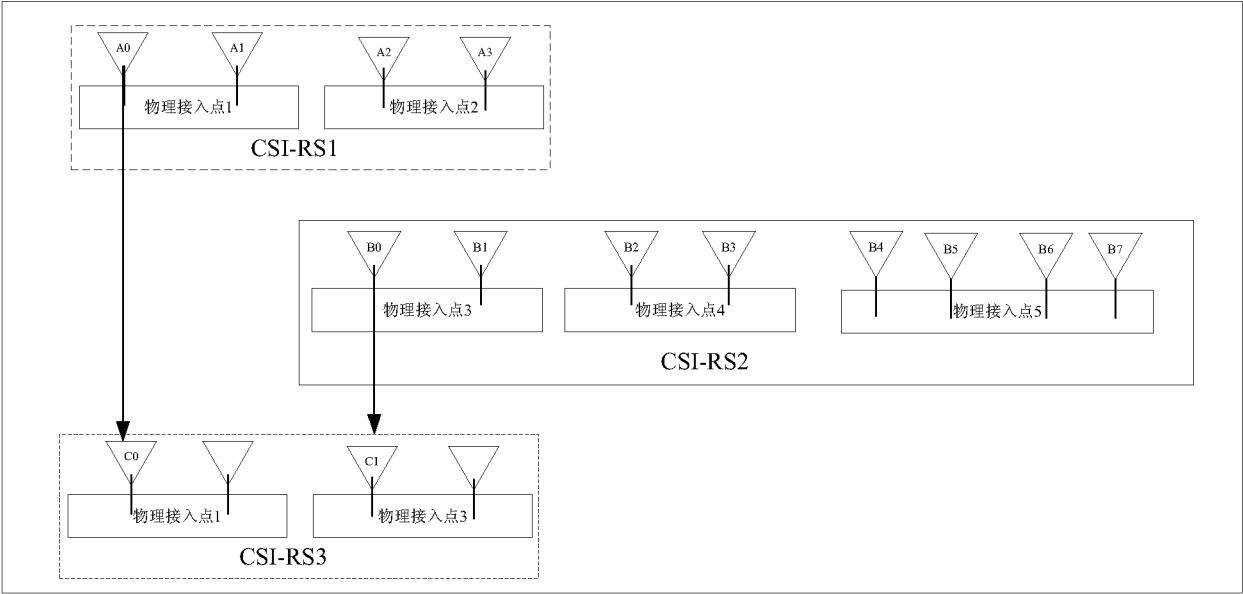 A0 A1 A2 A3
物理接入点1 物理接入点2
CSI-RS1
B0 B1 B2 B3 B4 B5 B6 B7
物理接入点3 物理接入点4 物理接入点5
CSI-RS2
C0 C1
物理接入点1 物理接入点3
CSI-RS3